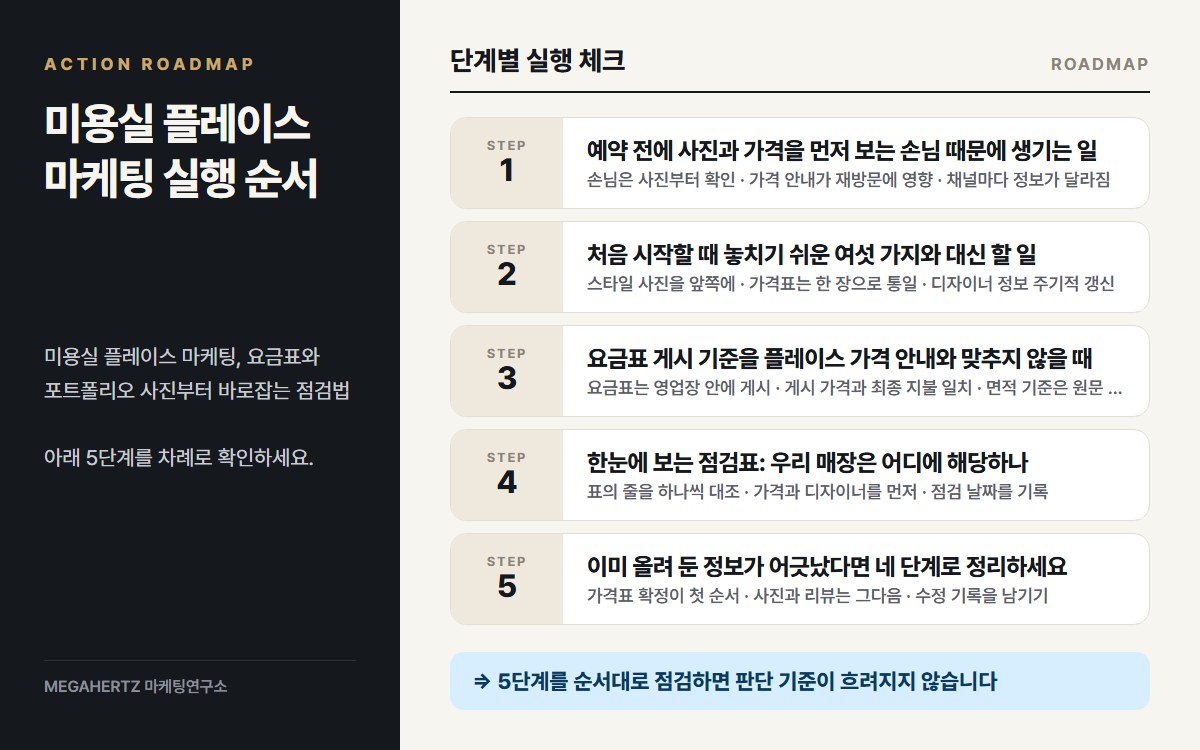 ACTION ROADMAP
미용실 플레이스
마케팅 실행 순서
미용실 플레이스 마케팅, 요금표와
포트폴리오 사진부터 바로잡는 점검법
아래 5단계를 차례로 확인하세요.
MEGAHERTZ 마케팅연구소
단계별 실행 체크
ROADMAP
STEP
1
예약 전에 사진과 가격을 먼저 보는 손님 때문에 생기는 일
손님은 사진부터 확인 · 가격 안내가 재방문에 영향 · 채널마다 정보가 달라짐
STEP
2
처음 시작할 때 놓치기 쉬운 여섯 가지와 대신 할 일
스타일 사진을 앞쪽에 · 가격표는 한 장으로 통일 · 디자이너 정보 주기적 갱신
STEP
3
요금표 게시 기준을 플레이스 가격 안내와 맞추지 않을 때
요금표는 영업장 안에 게시 · 게시 가격과 최종 지불 일치 · 면적 기준은 원문 ...
STEP
4
한눈에 보는 점검표: 우리 매장은 어디에 해당하나
표의 줄을 하나씩 대조 · 가격과 디자이너를 먼저 · 점검 날짜를 기록
STEP
5
이미 올려 둔 정보가 어긋났다면 네 단계로 정리하세요
가격표 확정이 첫 순서 · 사진과 리뷰는 그다음 · 수정 기록을 남기기
⇒ 5단계를 순서대로 점검하면 판단 기준이 흐려지지 않습니다